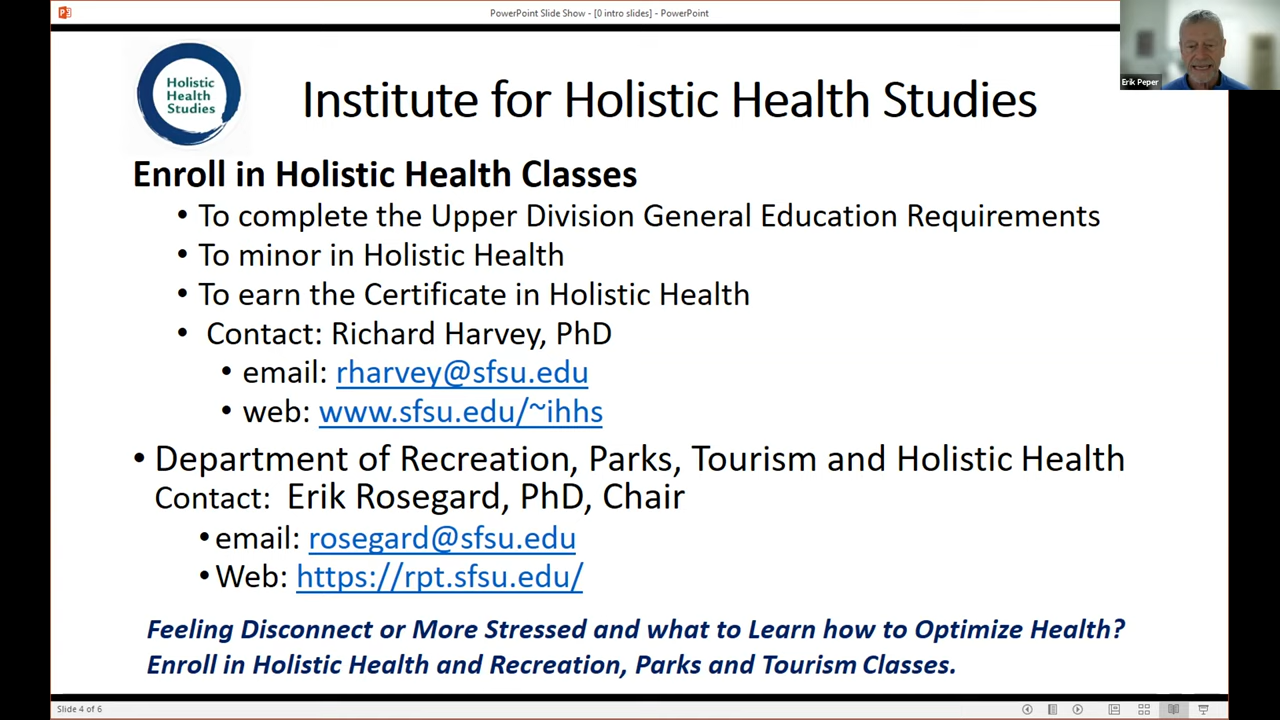 PowerPoint Slide Show - [0 intro slides] - PowerPoint
Erik Peper
Holistic
Health
Studies
Institute for Holistic Health Studies
Enroll in Holistic Health Classes
• To complete the Upper Division General Education Requirements
• To minor in Holistic Health
• To earn the Certificate in Holistic Health
• Contact: Richard Harvey, PhD
• email: rharvey@sfsu.edu
• web: www.sfsu.edu/~ihhs
• Department of Recreation, Parks, Tourism and Holistic Health
Contact: Erik Rosegard, PhD, Chair
• email: rosegard@sfsu.edu
• Web: https://rpt.sfsu.edu/
Feeling Disconnect or More Stressed and what to Learn how to Optimize Health?
Enroll in Holistic Health and Recreation, Parks and Tourism Classes.
Slide 4 of 6